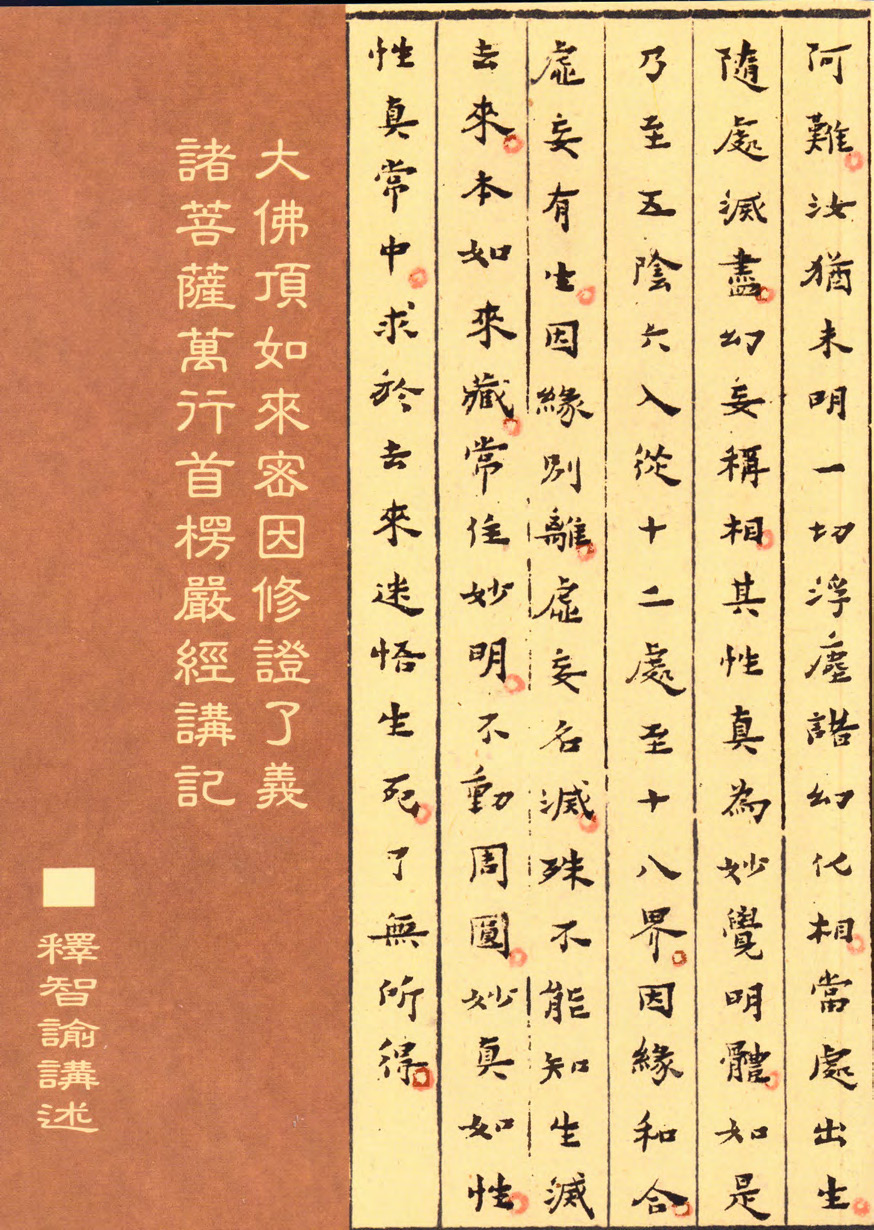 阿難汝猶未明一切浮塵諸幻化相當處出生
隨處滅盡幻妄稱相其性真為妙覺明體如是
乃至五陰六入從十二處至十八界因緣和合
虛妄有生因緣別離虛妄名滅殊不能知生滅
去來本如來藏常住妙明不動周圓妙真如性
性真常中求於去來迷悟生死了無所得
大佛頂如來密因修證了義
諸菩薩萬行首楞嚴經講記
釋智諭講述